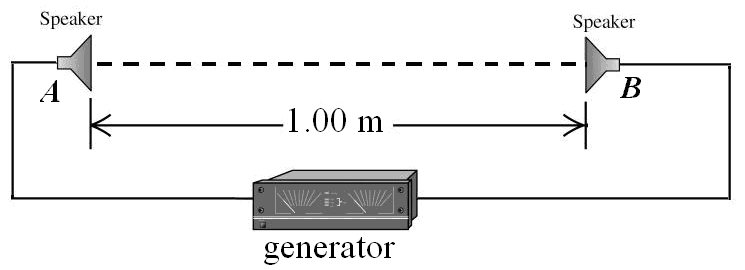 Speaker
Speaker
A
B
1.00 m
generator